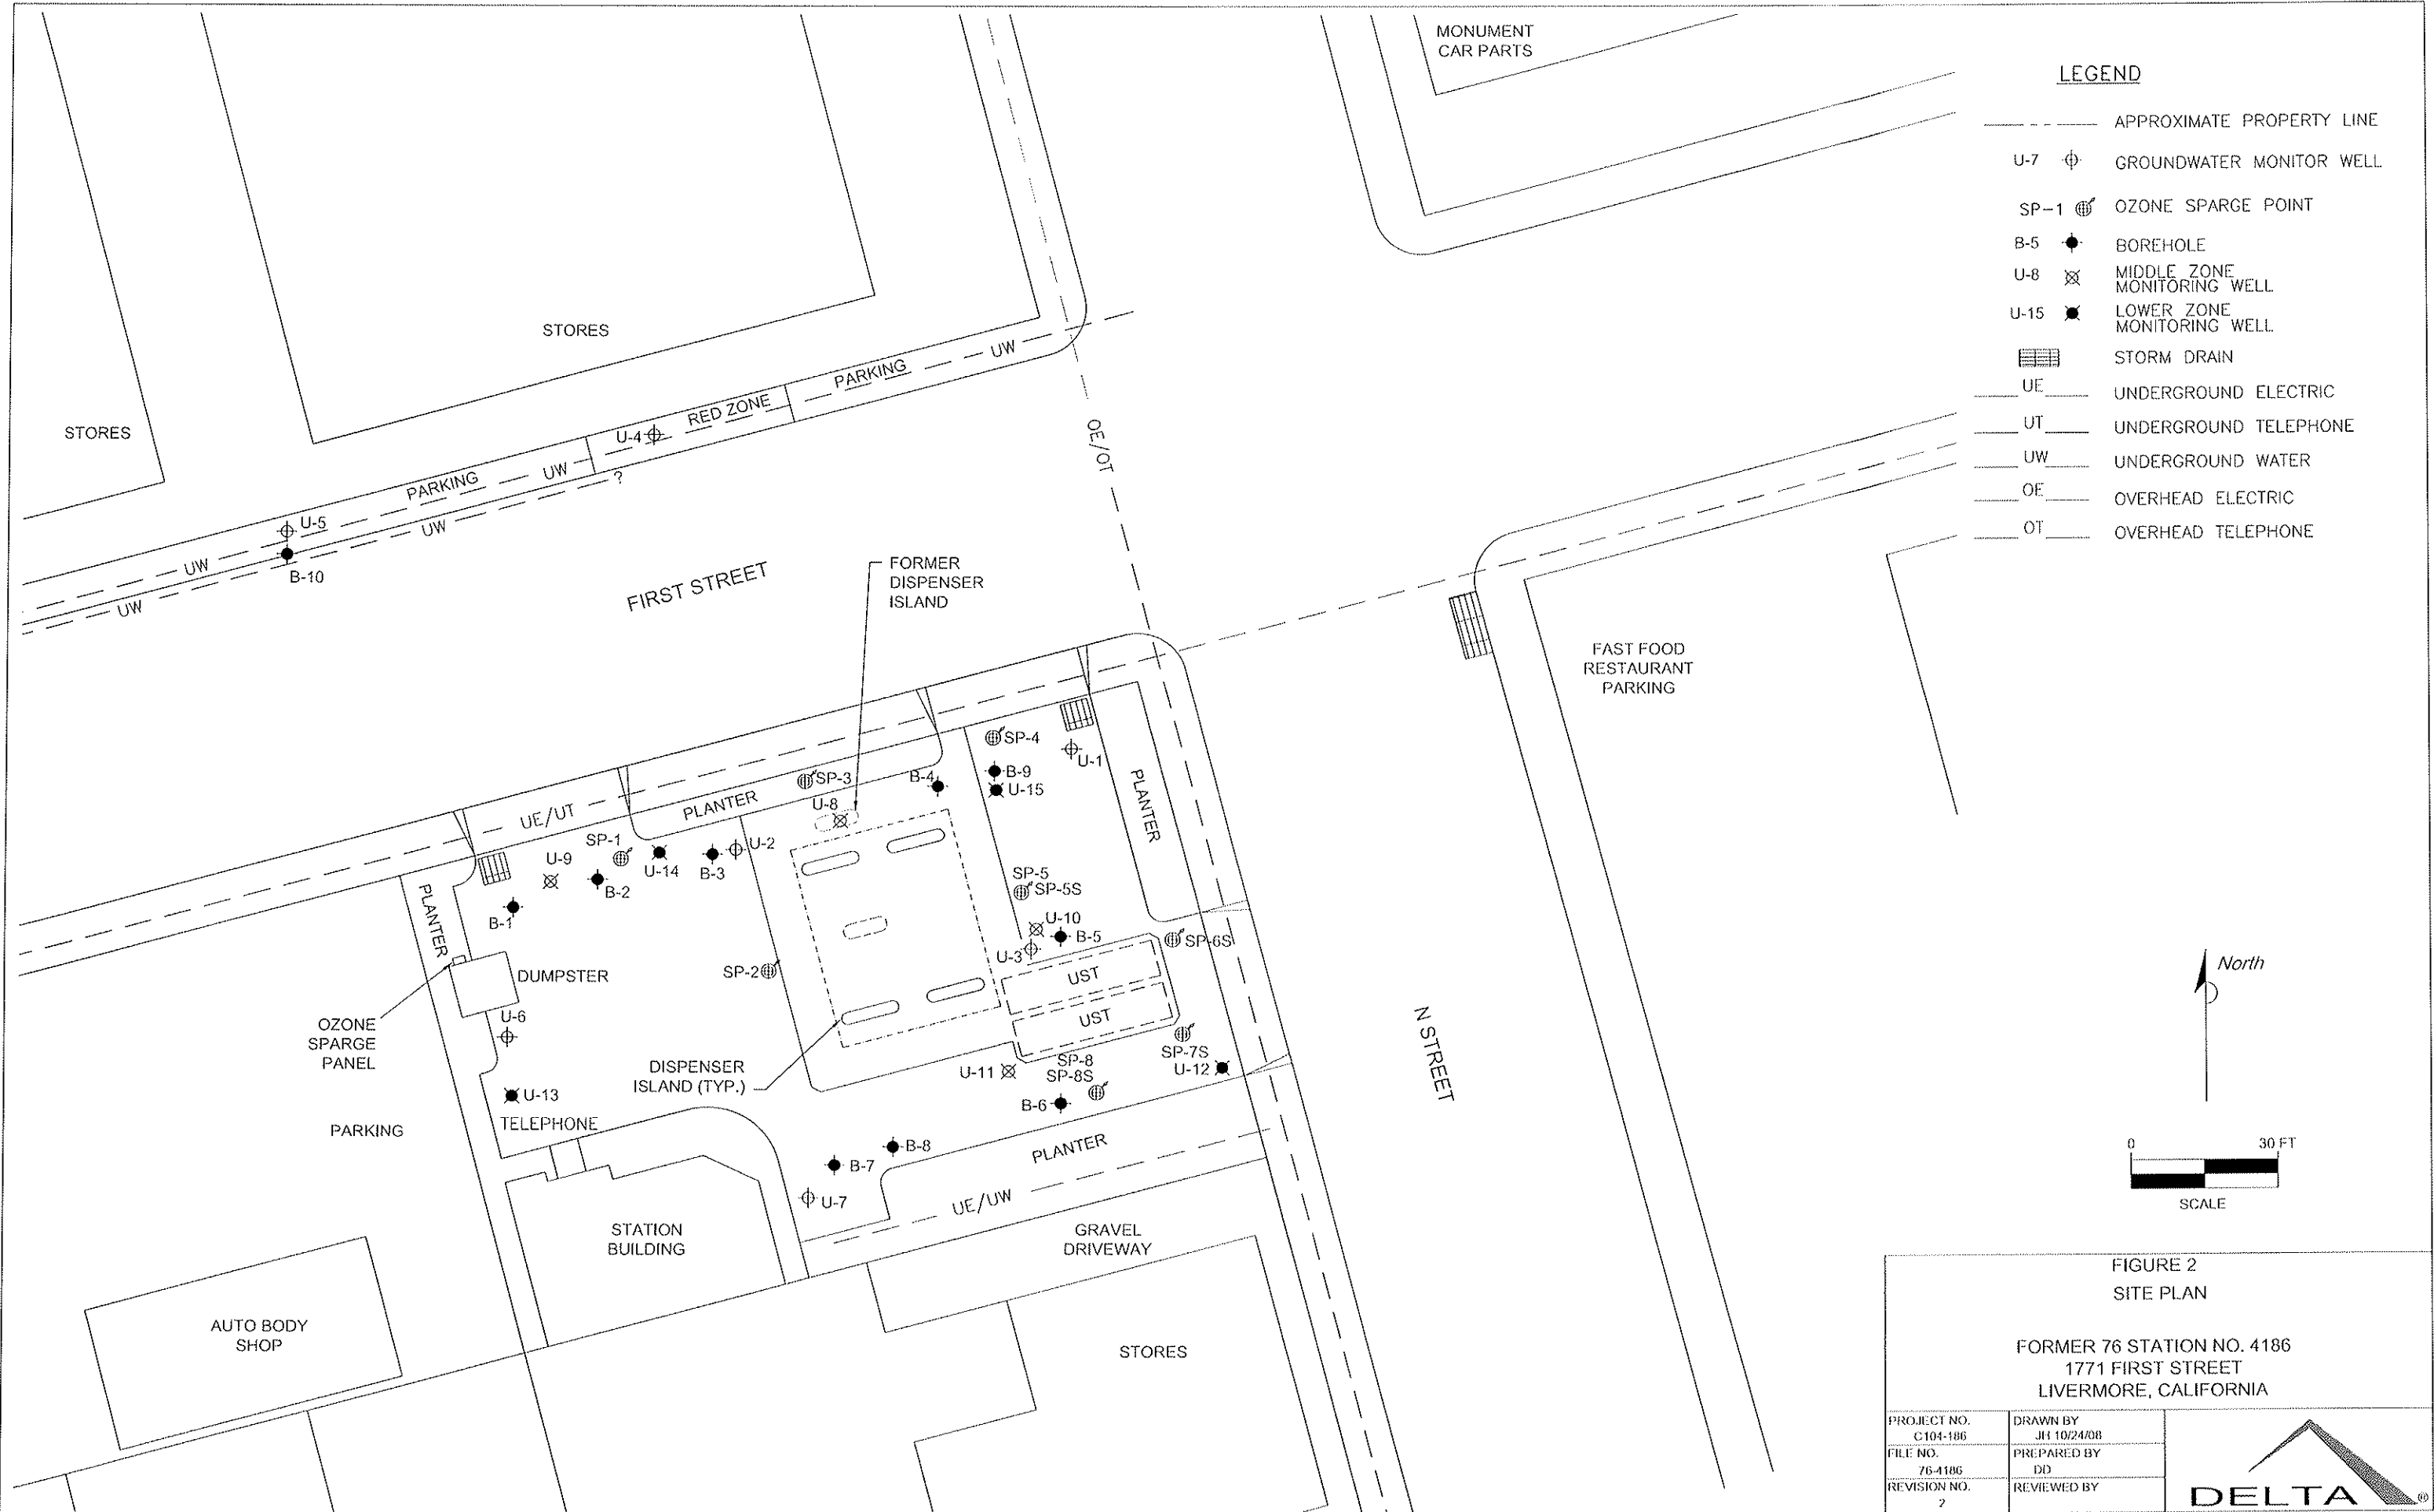 MONUMENT
CAR PARTS
LEGEND
APPROXIMATE PROPERTY LINE
U-7 GROUNDWATER MONITOR WELL
SP-1 OZONE SPARGE POINT
B-5 BOREHOLE
U-8 MIDDLE ZONE
MONITORING WELL
U-15 LOWER ZONE
MONITORING WELL
STORM DRAIN
UE UNDERGROUND ELECTRIC
UT UNDERGROUND TELEPHONE
UW UNDERGROUND WATER
OE OVERHEAD ELECTRIC
OT OVERHEAD TELEPHONE
STORES
STORES
UW
PARKING
RED ZONE
U-4
PARKING
UW
?
UW
U-5
B-10
UW
UW
OE/OT
FIRST STREET
FORMER
DISPENSER
ISLAND
FAST FOOD
RESTAURANT
PARKING
SP-4
U-1
B-9
U-15
B-4
SP-3
U-8
PLANTER
PLANTER
UE/UT
SP-1
U-9
U-2
U-14
B-3
B-2
B-1
PLANTER
SP-5
SP-5S
U-10
B-5
U-3
SP-6S
SP-2
DUMPSTER
UST
UST
U-6
OZONE
SPARGE
PANEL
DISPENSER
ISLAND (TYP.)
SP-7S
U-12
SP-8
SP-8S
U-11
B-6
U-13
TELEPHONE
PARKING
PLANTER
B-8
B-7
U-7
UE/UW
N STREET
STATION
BUILDING
GRAVEL
DRIVEWAY
STORES
AUTO BODY
SHOP
North
0 30 FT
SCALE
FIGURE 2
SITE PLAN
FORMER 76 STATION NO. 4186
1771 FIRST STREET
LIVERMORE, CALIFORNIA
PROJECT NO.
C104-186
DRAWN BY
JH 10/24/08
FILE NO.
76-4186
PREPARED BY
DD
REVISION NO.
2
REVIEWED BY
DELTA ®